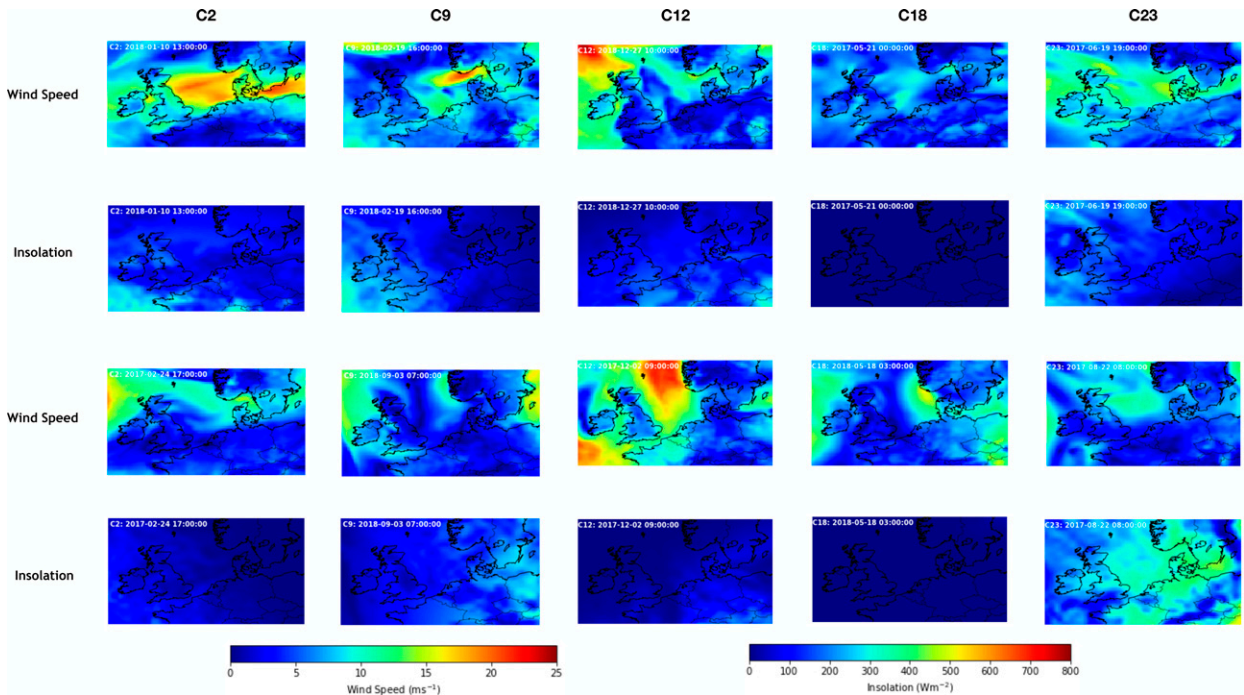 C2 C9 C12 C18 C23
Wind Speed
C2: 2018-01-10 13:00:00 C9: 2018-02-19 16:00:00 C12: 2018-12-27 10:00:00 C18: 2017-05-21 00:00:00 C23: 2017-06-19 19:00:00
Insolation
C2: 2018-01-10 13:00:00 C9: 2018-02-19 16:00:00 C12: 2018-12-27 10:00:00 C18: 2017-05-21 00:00:00 C23: 2017-06-19 19:00:00
Wind Speed
C2: 2017-02-24 17:00:00 C9: 2018-09-03 07:00:00 C12: 2017-12-02 09:00:00 C18: 2018-05-18 03:00:00 C23: 2017-08-22 08:00:00
Insolation
C2: 2017-02-24 17:00:00 C9: 2018-09-03 07:00:00 C12: 2017-12-02 09:00:00 C18: 2018-05-18 03:00:00 C23: 2017-08-22 08:00:00
0 5 10 15 20 25
Wind Speed (ms⁻¹)
0 100 200 300 400 500 600 700 800
Insolation (Wm⁻²)